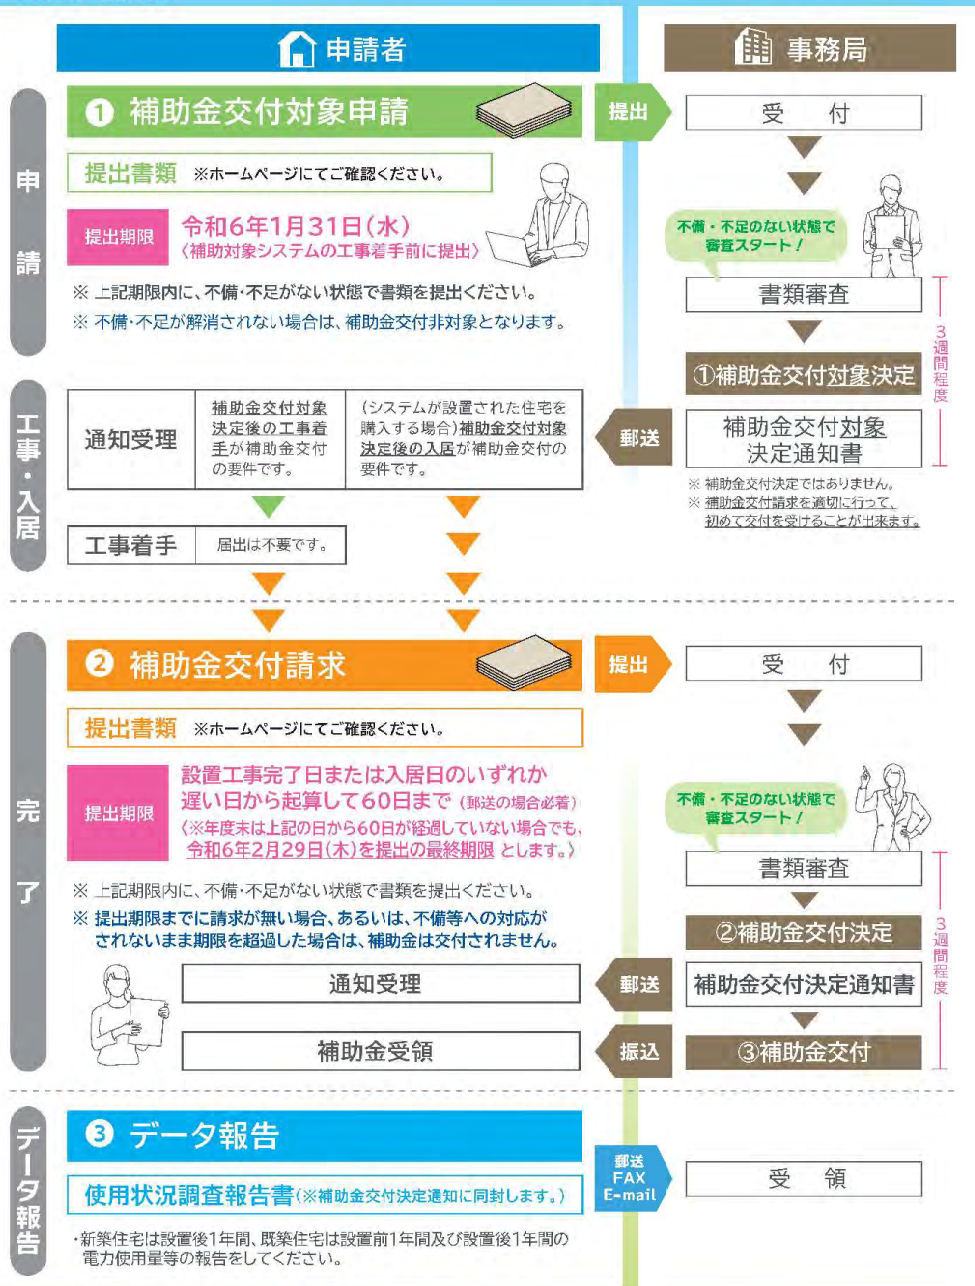 申請者
事務局
申請
❶ 補助金交付対象申請
提出
受 付
提出書類 ※ホームページにてご確認ください。
提出期限
令和6年1月31日(水)
〈補助対象システムの工事着手前に提出〉
不備・不足のない状態で
審査スタート!
※ 上記期限内に、不備・不足がない状態で書類を提出ください。
※ 不備・不足が解消されない場合は、補助金交付非対象となります。
書類審査
3週間程度
①補助金交付対象決定
工事・入居
通知受理
補助金交付対象
決定後の工事着
手が補助金交付
の要件です。
(システムが設置された住宅を
購入する場合)補助金交付対象
決定後の入居が補助金交付の
要件です。
郵送
補助金交付対象
決定通知書
※ 補助金交付決定ではありません。
※ 補助金交付請求を適切に行って、
初めて交付を受けることが出来ます。
工事着手
届出は不要です。
完了
❷ 補助金交付請求
提出
受 付
提出書類 ※ホームページにてご確認ください。
提出期限
設置工事完了日または入居日のいずれか
遅い日から起算して60日まで(郵送の場合必着)
〈※年度末は上記の日から60日が経過していない場合でも、
令和6年2月29日(木)を提出の最終期限とします。〉
不備・不足のない状態で
審査スタート!
※ 上記期限内に、不備・不足がない状態で書類を提出ください。
※ 提出期限までに請求が無い場合、あるいは、不備等への対応が
されないまま期限を超過した場合は、補助金は交付されません。
書類審査
3週間程度
②補助金交付決定
通知受理
郵送
補助金交付決定通知書
補助金受領
振込
③補助金交付
データ報告
❸ データ報告
郵送
FAX
E-mail
受 領
使用状況調査報告書(※補助金交付決定通知に同封します。)
・新築住宅は設置後1年間、既築住宅は設置前1年間及び設置後1年間の
電力使用量等の報告をしてください。